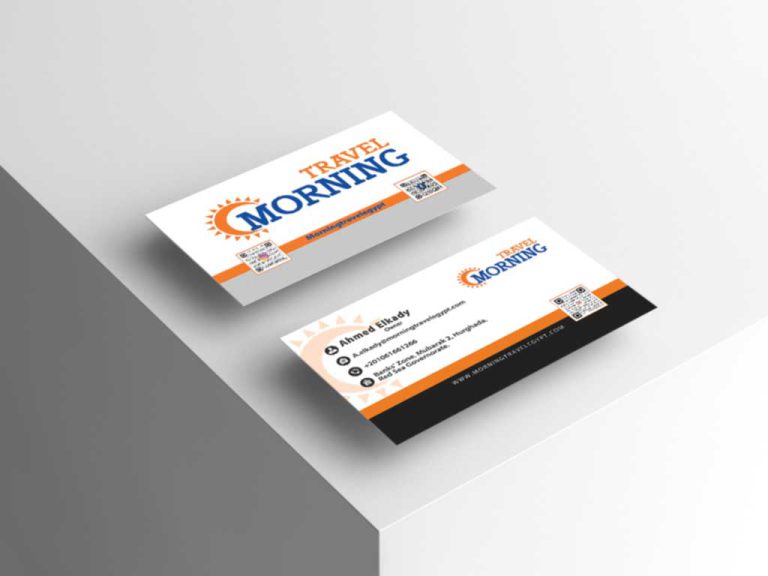 TRAVEL
MORNING
Morningtravelegypt
TRAVEL
MORNING
Ahmed Elkady
Owner
A.elkady@morningtravelegypt.com
+201061661266
Banks' Zone, Mubarak 2, Hurghada,
Red Sea Governorate.
WWW.MORNINGTRAVELEGYPT.COM